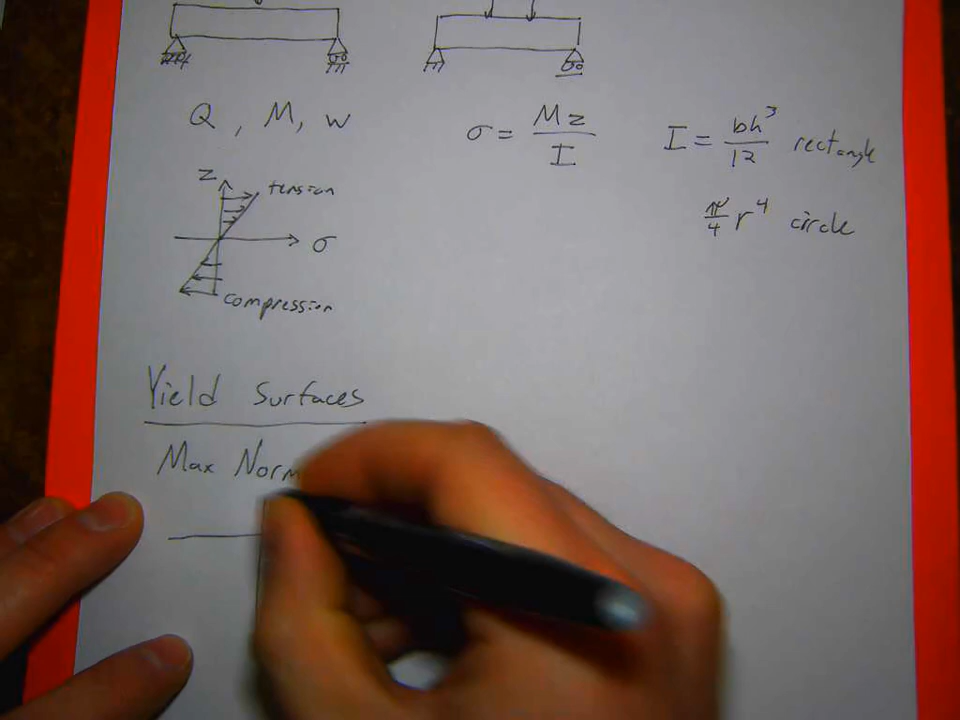 Q, M, w
σ = Mz/I
I = bh³/12 rectangle
π/4 r⁴ circle
z
tension
σ
compression
Yield Surfaces
Max Norm